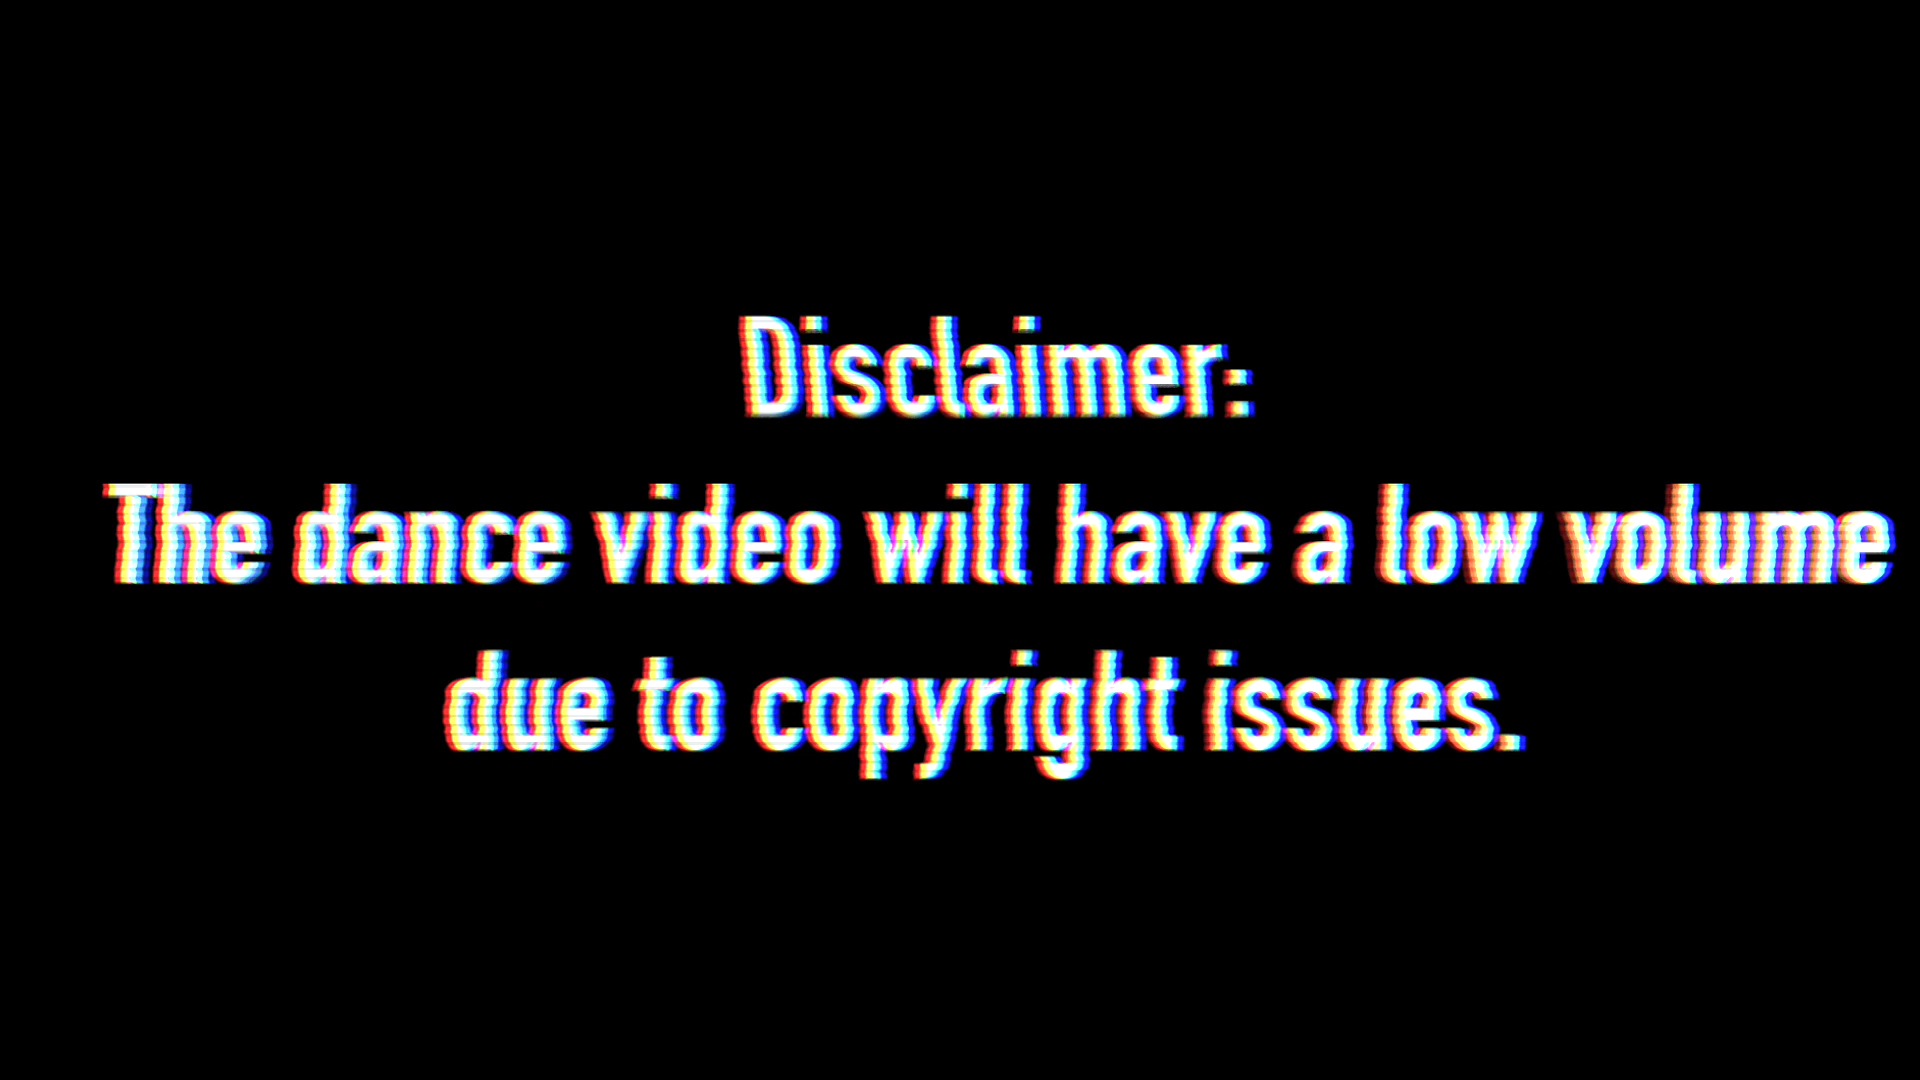 Disclaimer:
The dance video will have a low volume
due to copyright issues.